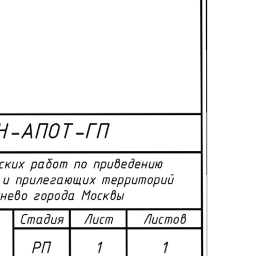 Н-АПОТ-ГП
ских работ по приведению
и прилегающих территорий
нево города Москвы
Стадия Лист Листов
РП 1 1